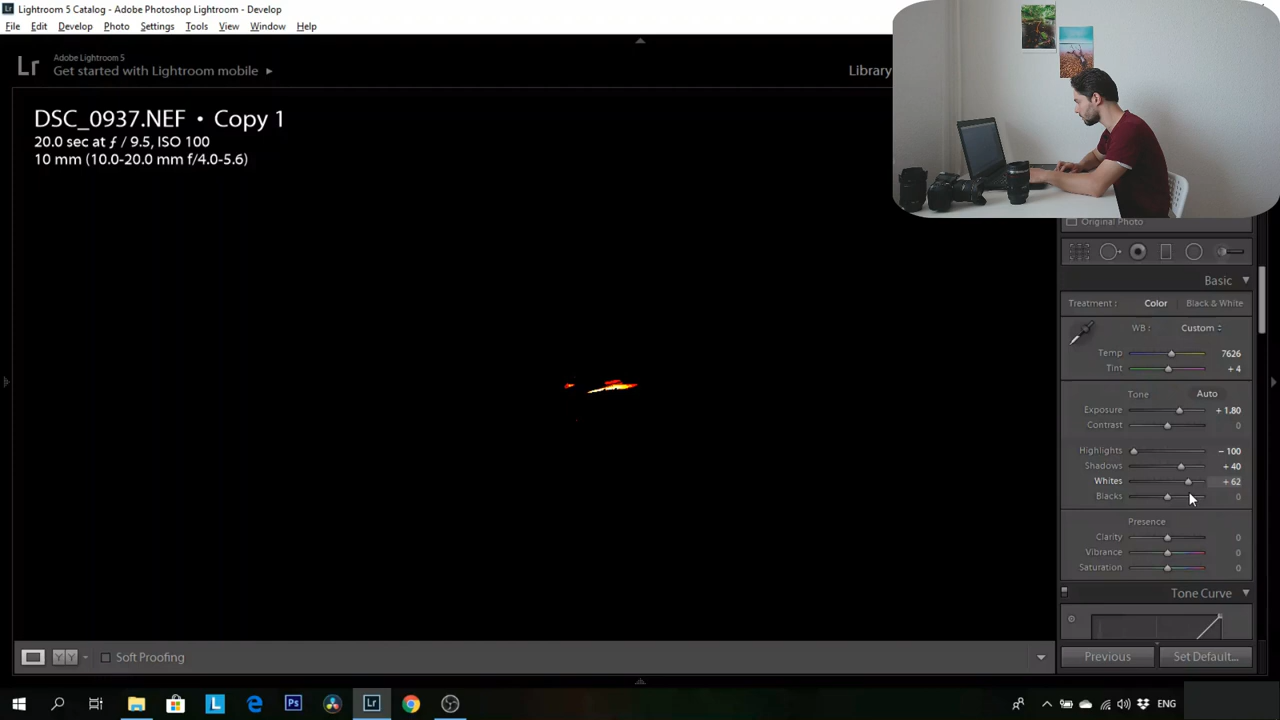 Lightroom 5 Catalog - Adobe Photoshop Lightroom - Develop
File Edit Develop Photo Settings Tools View Window Help
Lr
Adobe Lightroom 5
Get started with Lightroom mobile
Library
DSC_0937.NEF • Copy 1
20.0 sec at ƒ / 9.5, ISO 100
10 mm (10.0-20.0 mm f/4.0-5.6)
Original Photo
Basic
Treatment : Color Black & White
WB : Custom
Temp 7626
Tint + 4
Tone Auto
Exposure + 1.80
Contrast 0
Highlights − 100
Shadows + 40
Whites + 62
Blacks 0
Presence
Clarity 0
Vibrance 0
Saturation 0
Tone Curve
Y Y
Soft Proofing
Previous Set Default...
L
Ps
Lr
ENG